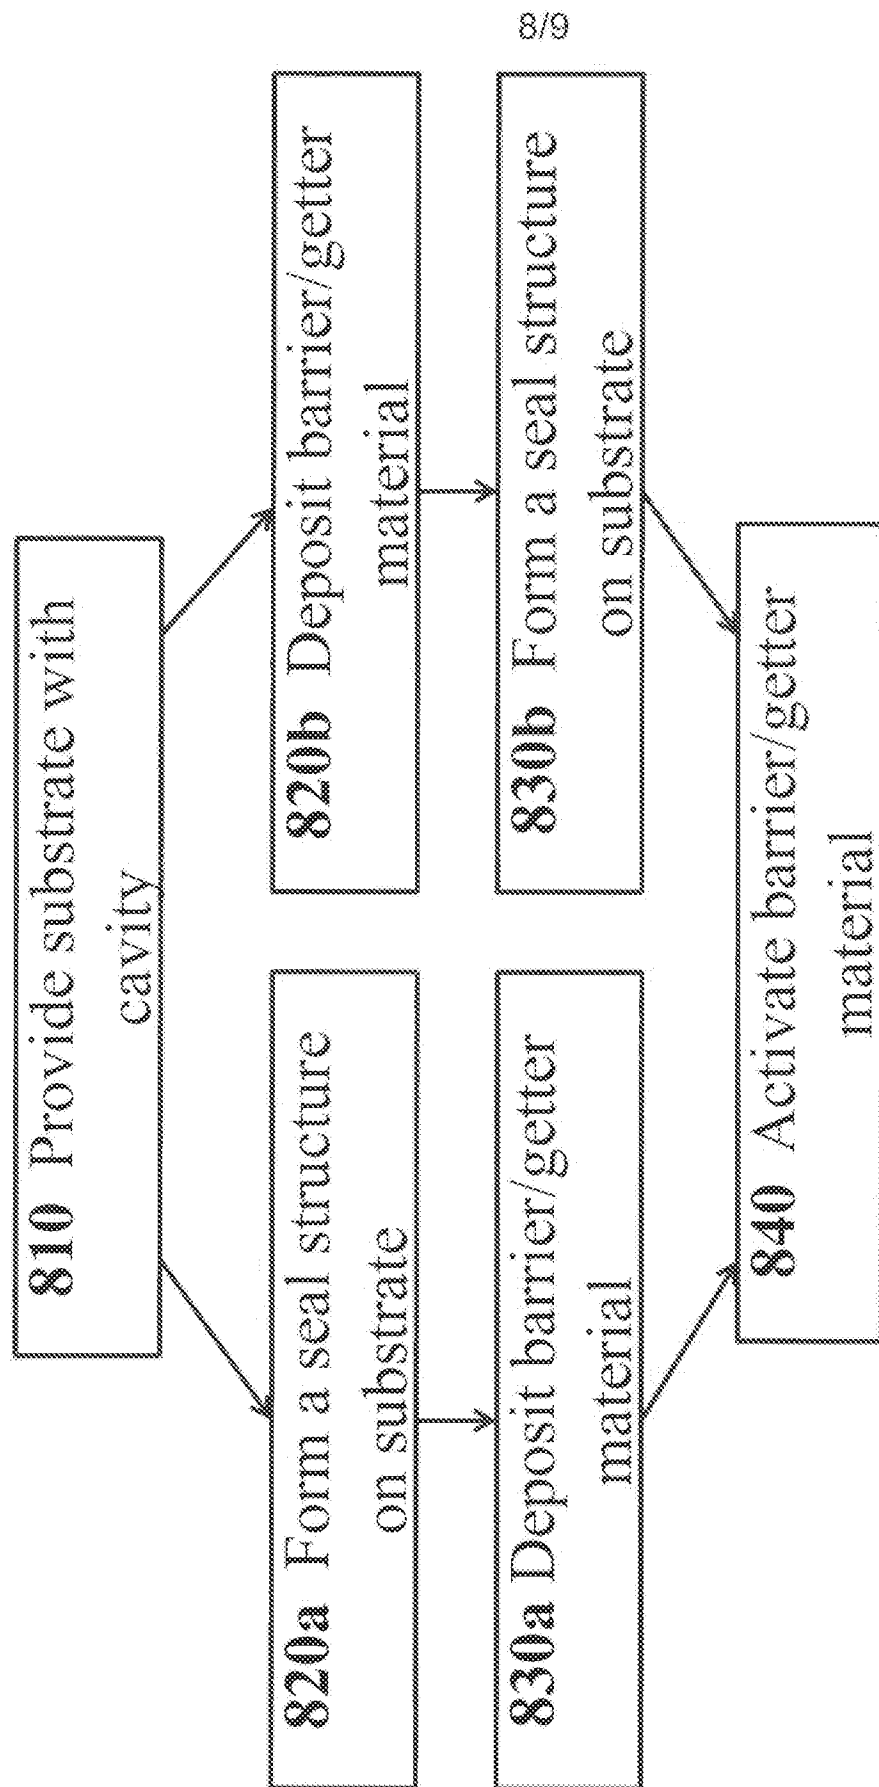 8/9
810 Provide substrate with
cavity
820a Form a seal structure
on substrate
820b Deposit barrier/getter
material
830a Deposit barrier/getter
material
830b Form a seal structure
on substrate
840 Activate barrier/getter
material